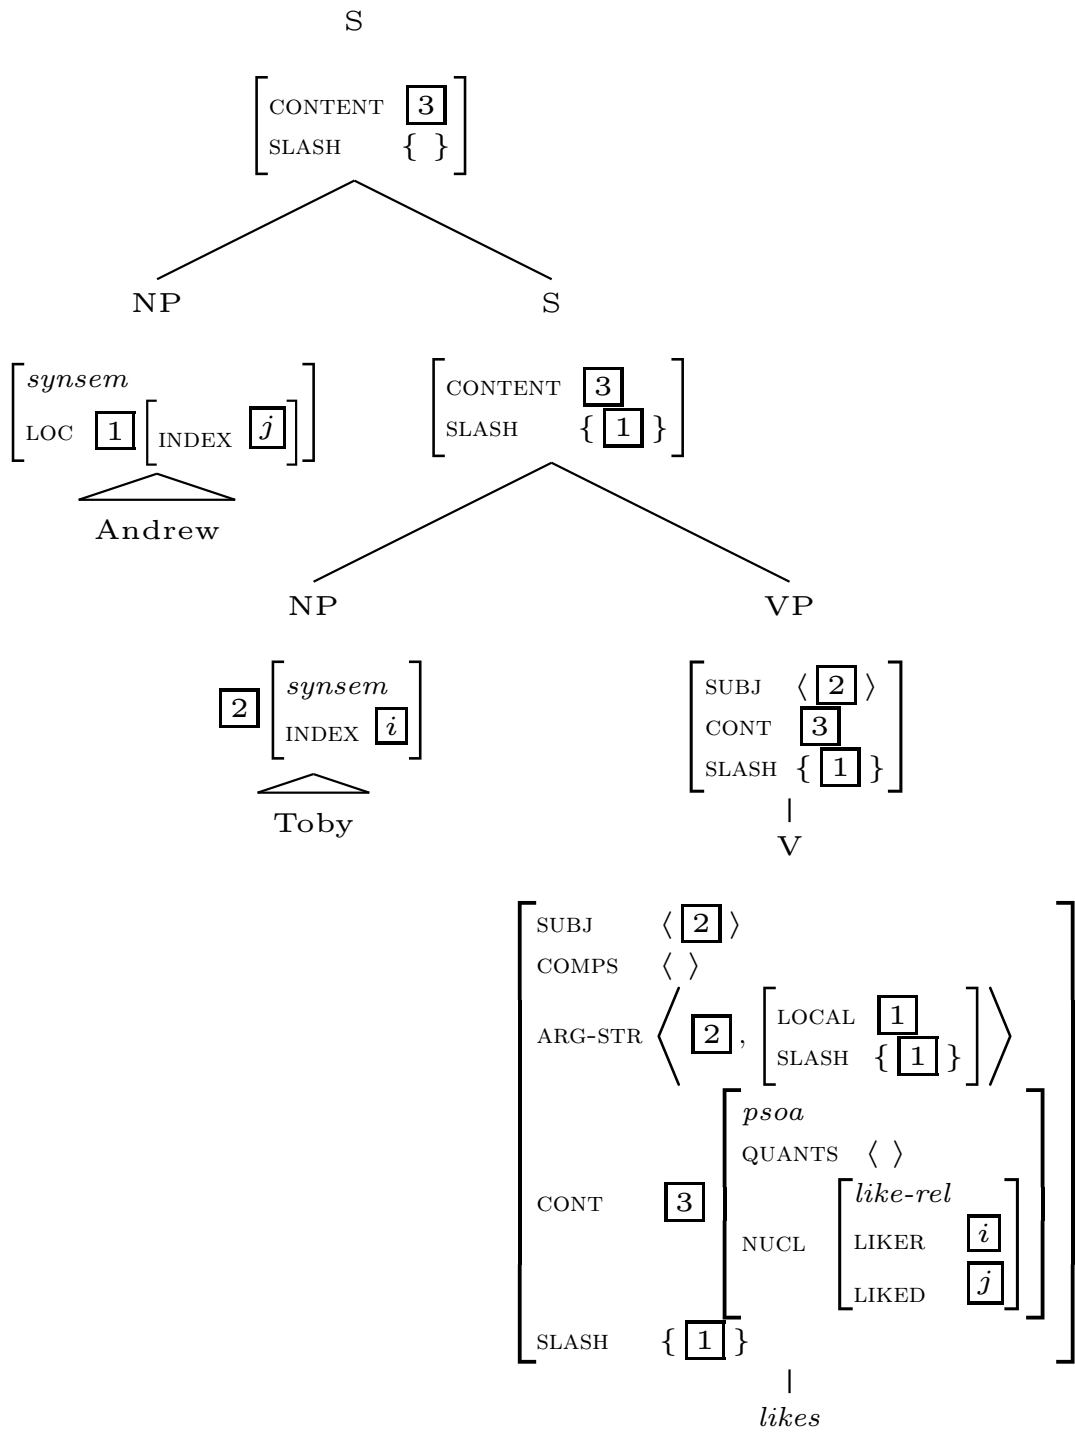 S
CONTENT 3
SLASH { }
NP S
synsem
LOC 1 INDEX j
CONTENT 3
SLASH { 1 }
Andrew
NP VP
2 synsem
INDEX i
SUBJ ⟨ 2 ⟩
CONT 3
SLASH { 1 }
Toby
V
SUBJ ⟨ 2 ⟩
COMPS ⟨ ⟩
ARG-STR ⟨ 2 , LOCAL 1
SLASH { 1 } ⟩
psoa
QUANTS ⟨ ⟩
CONT 3
like-rel
NUCL LIKER i
LIKED j
SLASH { 1 }
likes